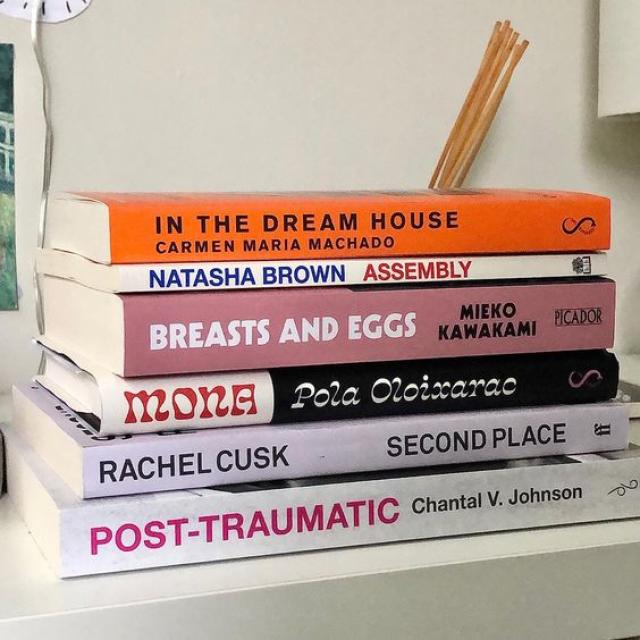 IN THE DREAM HOUSE
CARMEN MARIA MACHADO
NATASHA BROWN ASSEMBLY
BREASTS AND EGGS MIEKO KAWAKAMI PICADOR
MONA Pola Oloixarac
RACHEL CUSK SECOND PLACE
POST-TRAUMATIC Chantal V. Johnson